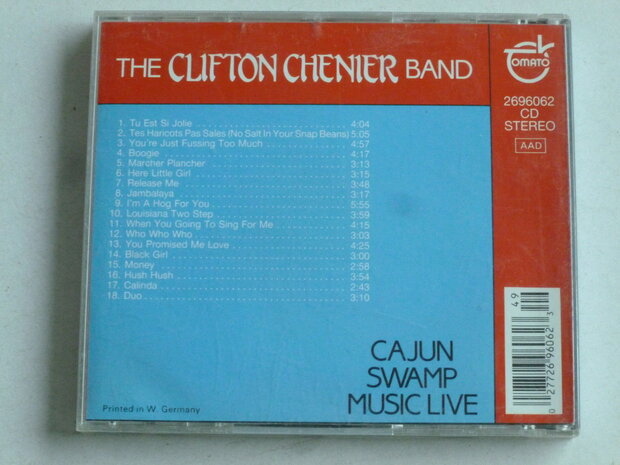 THE CLIFTON CHENIER BAND
TOMATO
2696062
CD
STEREO
AAD
1. Tu Est Si Jolie 4:04
2. Tes Haricots Pas Sales (No Salt In Your Snap Beans) 5:05
3. You're Just Fussing Too Much 4:57
4. Boogie 4:17
5. Marcher Plancher 3:13
6. Here Little Girl 3:15
7. Release Me 3:48
8. Jambalaya 3:17
9. I'm A Hog For You 5:55
10. Louisiana Two Step 3:59
11. When You Going To Sing For Me 4:15
12. Who Who Who 3:03
13. You Promised Me Love 4:25
14. Black Girl 3:00
15. Money 2:58
16. Hush Hush 3:54
17. Calinda 2:43
18. Duo 3:10
CAJUN
SWAMP
MUSIC LIVE
Printed in W. Germany
49
0 27726 96062 3